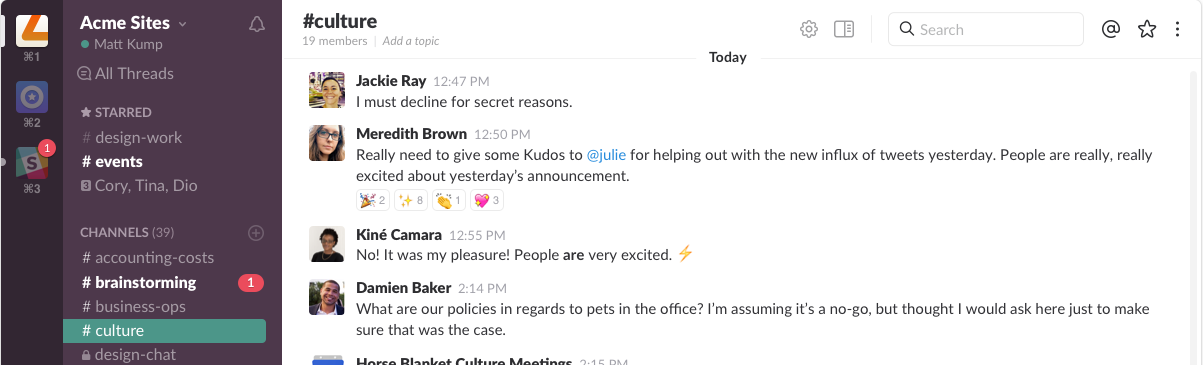 ⌘1
⌘2
1
S
⌘3
Acme Sites
Matt Kump
All Threads
STARRED
# design-work
# events
3 Cory, Tina, Dio
CHANNELS (39)
# accounting-costs
# brainstorming 1
# business-ops
# culture
design-chat
#culture
19 members | Add a topic
Search
Today
Jackie Ray 12:47 PM
I must decline for secret reasons.
Meredith Brown 12:50 PM
Really need to give some Kudos to @julie for helping out with the new influx of tweets yesterday. People are really, really
excited about yesterday’s announcement.
🎉 2 ✨ 8 👏 1 💖 3
Kiné Camara 12:55 PM
No! It was my pleasure! People are very excited. ⚡
Damien Baker 2:14 PM
What are our policies in regards to pets in the office? I’m assuming it’s a no-go, but thought I would ask here just to make
sure that was the case.
Horse Blanket Culture Meetings 2:15 PM